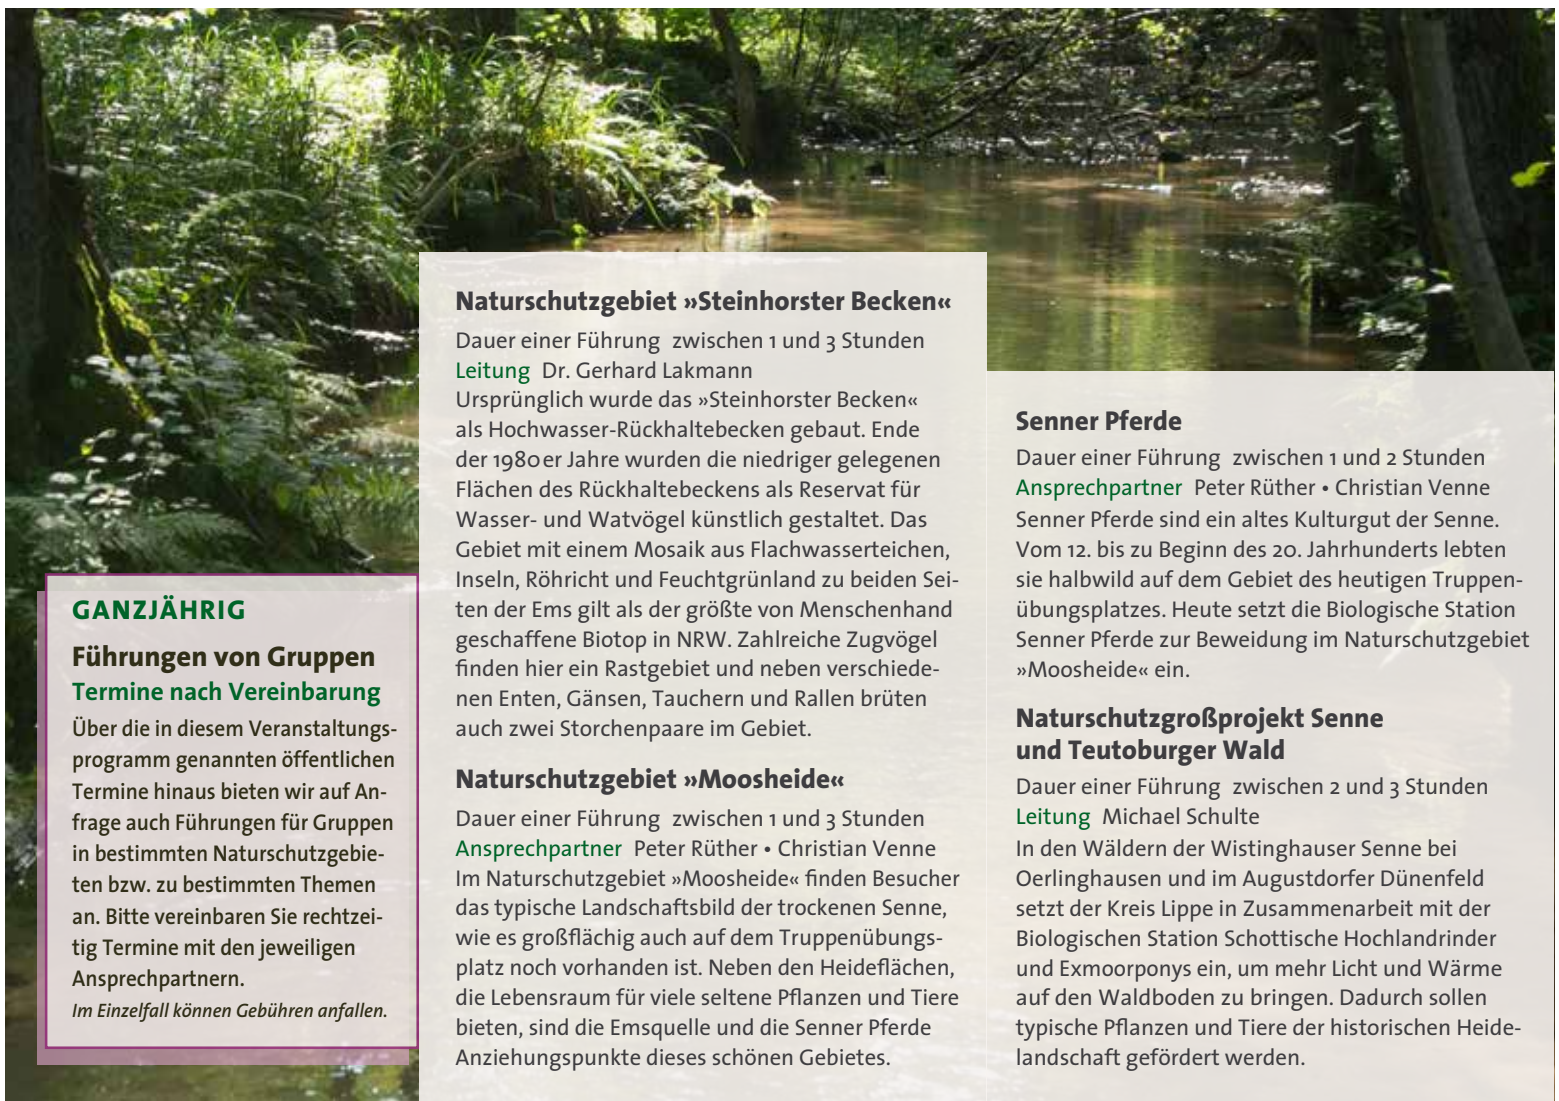 GANZJÄHRIG
Führungen von Gruppen
Termine nach Vereinbarung
Über die in diesem Veranstaltungs-
programm genannten öffentlichen
Termine hinaus bieten wir auf An-
frage auch Führungen für Gruppen
in bestimmten Naturschutzgebie-
ten bzw. zu bestimmten Themen
an. Bitte vereinbaren Sie rechtzei-
tig Termine mit den jeweiligen
Ansprechpartnern.
Im Einzelfall können Gebühren anfallen.
Naturschutzgebiet »Steinhorster Becken«
Dauer einer Führung zwischen 1 und 3 Stunden
Leitung Dr. Gerhard Lakmann
Ursprünglich wurde das »Steinhorster Becken«
als Hochwasser-Rückhaltebecken gebaut. Ende
der 1980er Jahre wurden die niedriger gelegenen
Flächen des Rückhaltebeckens als Reservat für
Wasser- und Watvögel künstlich gestaltet. Das
Gebiet mit einem Mosaik aus Flachwasserteichen,
Inseln, Röhricht und Feuchtgrünland zu beiden Sei-
ten der Ems gilt als der größte von Menschenhand
geschaffene Biotop in NRW. Zahlreiche Zugvögel
finden hier ein Rastgebiet und neben verschiede-
nen Enten, Gänsen, Tauchern und Rallen brüten
auch zwei Storchenpaare im Gebiet.
Naturschutzgebiet »Moosheide«
Dauer einer Führung zwischen 1 und 3 Stunden
Ansprechpartner Peter Rüther • Christian Venne
Im Naturschutzgebiet »Moosheide« finden Besucher
das typische Landschaftsbild der trockenen Senne,
wie es großflächig auch auf dem Truppenübungs-
platz noch vorhanden ist. Neben den Heideflächen,
die Lebensraum für viele seltene Pflanzen und Tiere
bieten, sind die Emsquelle und die Senner Pferde
Anziehungspunkte dieses schönen Gebietes.
Senner Pferde
Dauer einer Führung zwischen 1 und 2 Stunden
Ansprechpartner Peter Rüther • Christian Venne
Senner Pferde sind ein altes Kulturgut der Senne.
Vom 12. bis zu Beginn des 20. Jahrhunderts lebten
sie halbwild auf dem Gebiet des heutigen Truppen-
übungsplatzes. Heute setzt die Biologische Station
Senner Pferde zur Beweidung im Naturschutzgebiet
»Moosheide« ein.
Naturschutzgroßprojekt Senne
und Teutoburger Wald
Dauer einer Führung zwischen 2 und 3 Stunden
Leitung Michael Schulte
In den Wäldern der Wistinghauser Senne bei
Oerlinghausen und im Augustdorfer Dünenfeld
setzt der Kreis Lippe in Zusammenarbeit mit der
Biologischen Station Schottische Hochlandrinder
und Exmoorponys ein, um mehr Licht und Wärme
auf den Waldboden zu bringen. Dadurch sollen
typische Pflanzen und Tiere der historischen Heide-
landschaft gefördert werden.